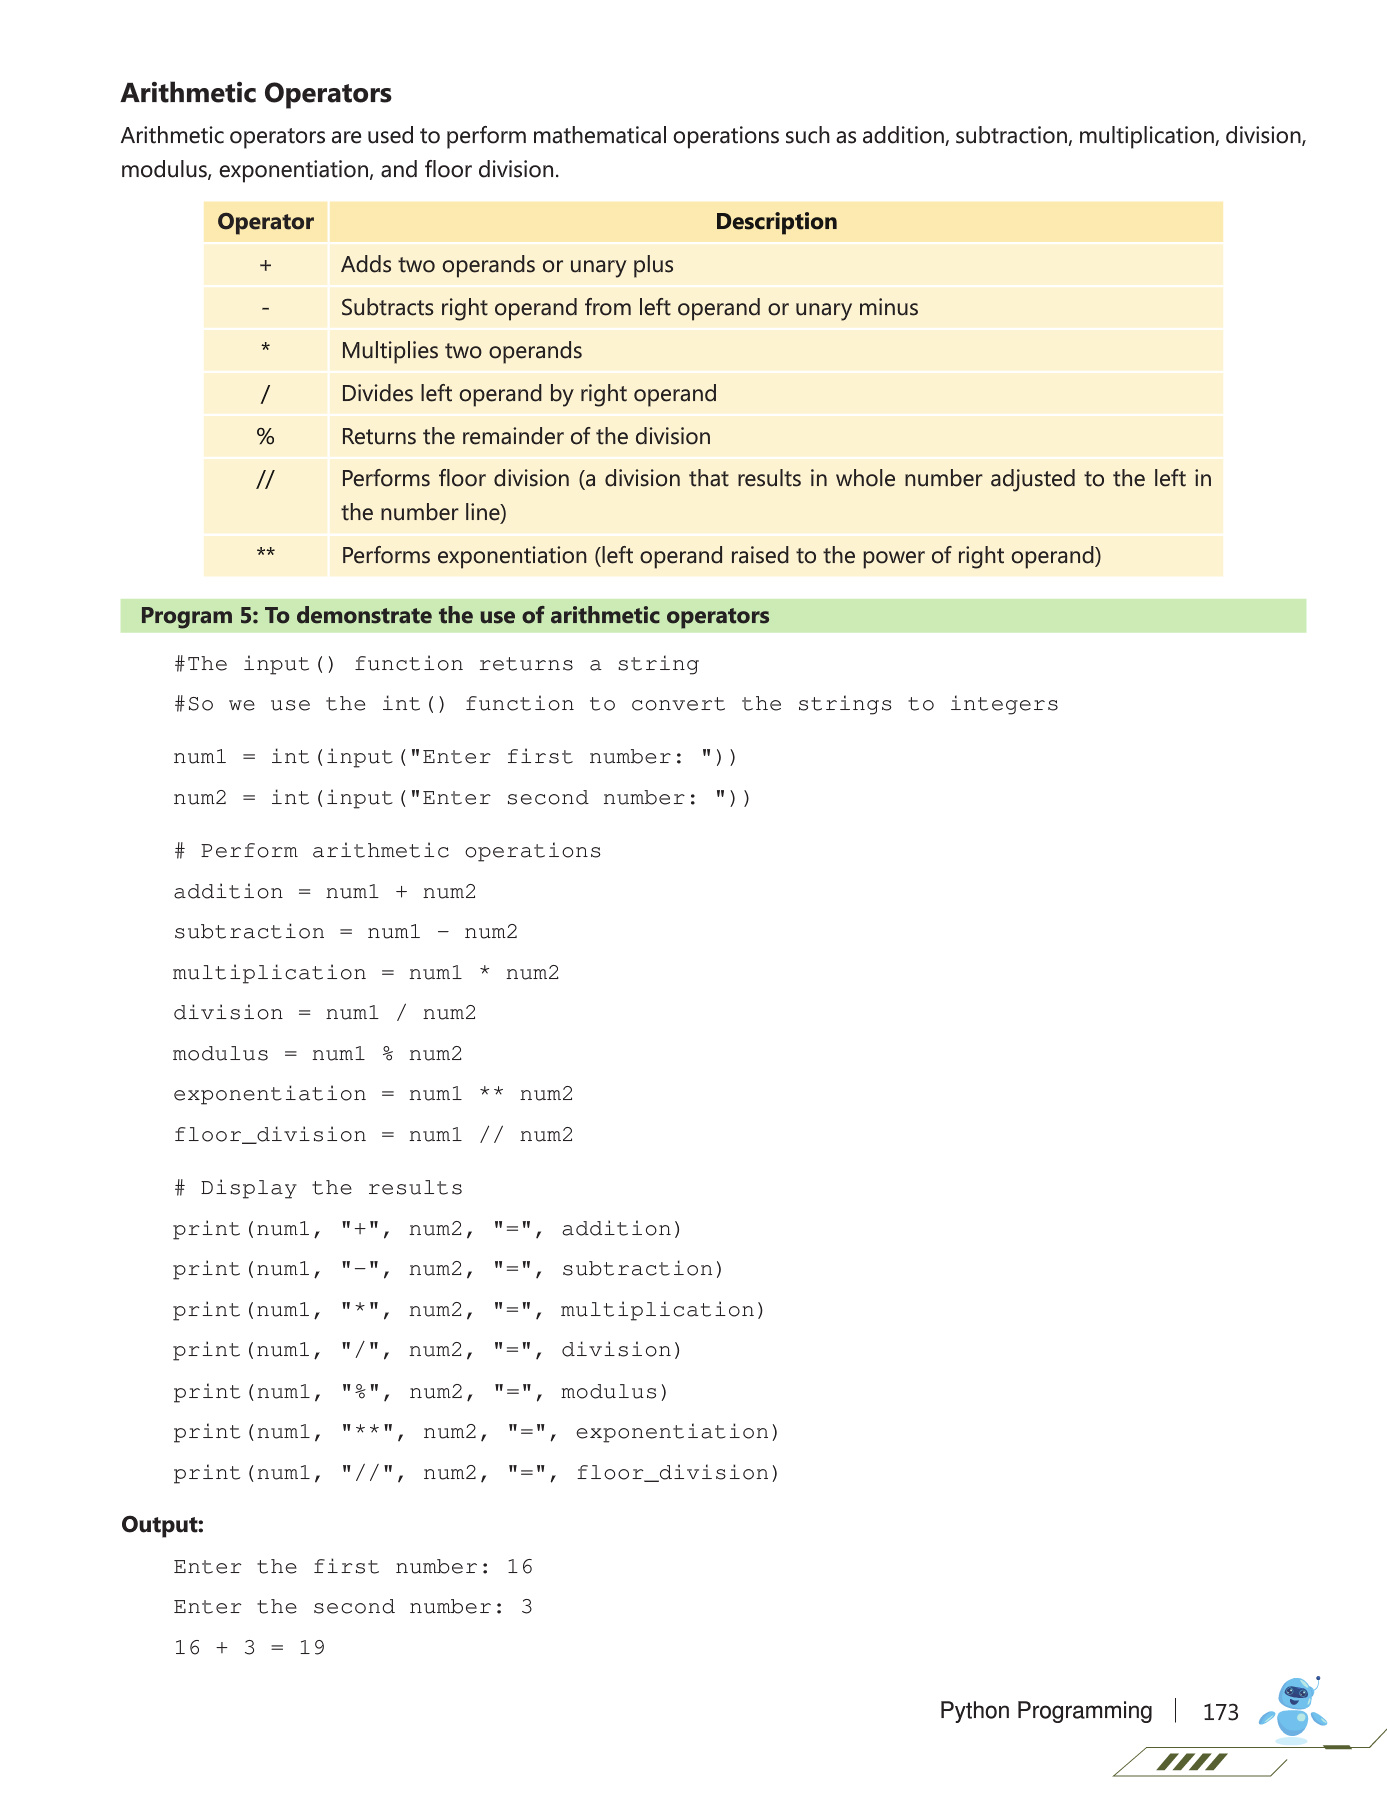 Arithmetic Operators
Arithmetic operators are used to perform mathematical operations such as addition, subtraction, multiplication, division,
modulus, exponentiation, and floor division.
Operator Description
+ Adds two operands or unary plus
- Subtracts right operand from left operand or unary minus
* Multiplies two operands
/ Divides left operand by right operand
% Returns the remainder of the division
// Performs floor division (a division that results in whole number adjusted to the left in
the number line)
** Performs exponentiation (left operand raised to the power of right operand)
Program 5: To demonstrate the use of arithmetic operators
#The input() function returns a string
#So we use the int() function to convert the strings to integers
num1 = int(input("Enter first number: "))
num2 = int(input("Enter second number: "))
# Perform arithmetic operations
addition = num1 + num2
subtraction = num1 - num2
multiplication = num1 * num2
division = num1 / num2
modulus = num1 % num2
exponentiation = num1 ** num2
floor_division = num1 // num2
# Display the results
print(num1, "+", num2, "=", addition)
print(num1, "-", num2, "=", subtraction)
print(num1, "*", num2, "=", multiplication)
print(num1, "/", num2, "=", division)
print(num1, "%", num2, "=", modulus)
print(num1, "**", num2, "=", exponentiation)
print(num1, "//", num2, "=", floor_division)
Output:
Enter the first number: 16
Enter the second number: 3
16 + 3 = 19
Python Programming 173